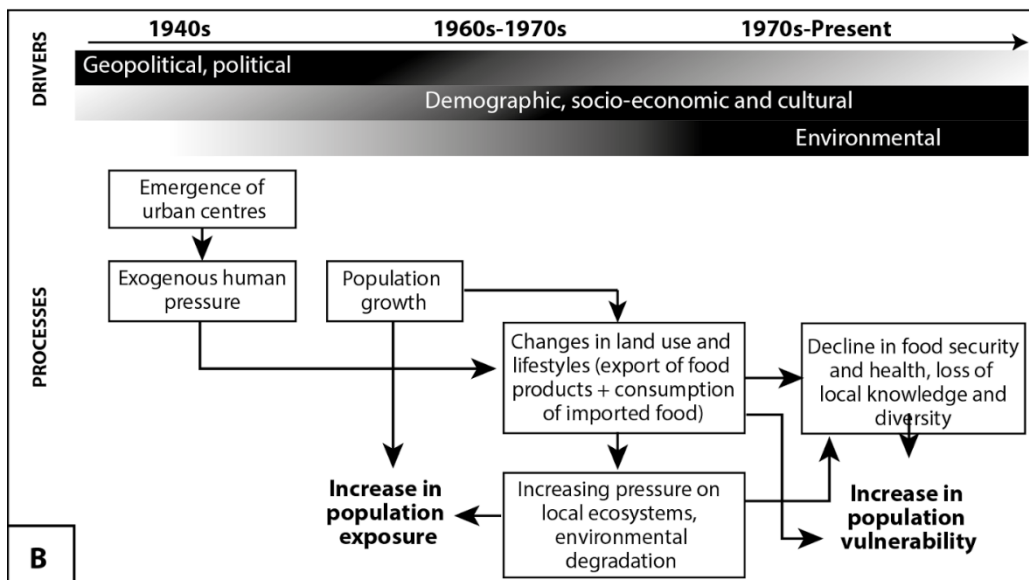 1940s
1960s-1970s
1970s-Present
DRIVERS
Geopolitical, political
Demographic, socio-economic and cultural
Environmental
PROCESSES
Emergence of
urban centres
Exogenous human
pressure
Population
growth
Changes in land use and
lifestyles (export of food
products + consumption
of imported food)
Decline in food security
and health, loss of
local knowledge and
diversity
Increase in
population
exposure
Increasing pressure on
local ecosystems,
environmental
degradation
Increase in
population
vulnerability
B